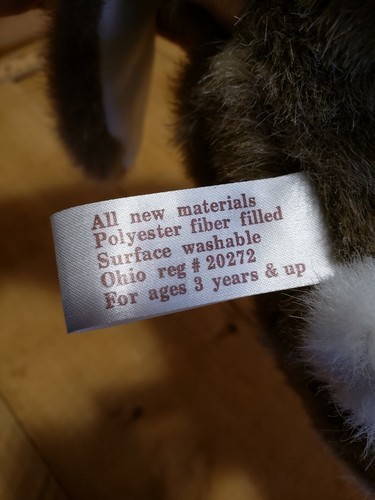 All new materials
Polyester fiber filled
Surface washable
Ohio reg # 20272
For ages 3 years & up